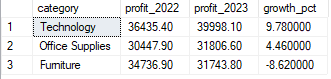 category profit_2022 profit_2023 growth_pct
1 Technology 36435.40 39998.10 9.780000
2 Office Supplies 30447.90 31806.60 4.460000
3 Furniture 34736.90 31743.80 -8.620000